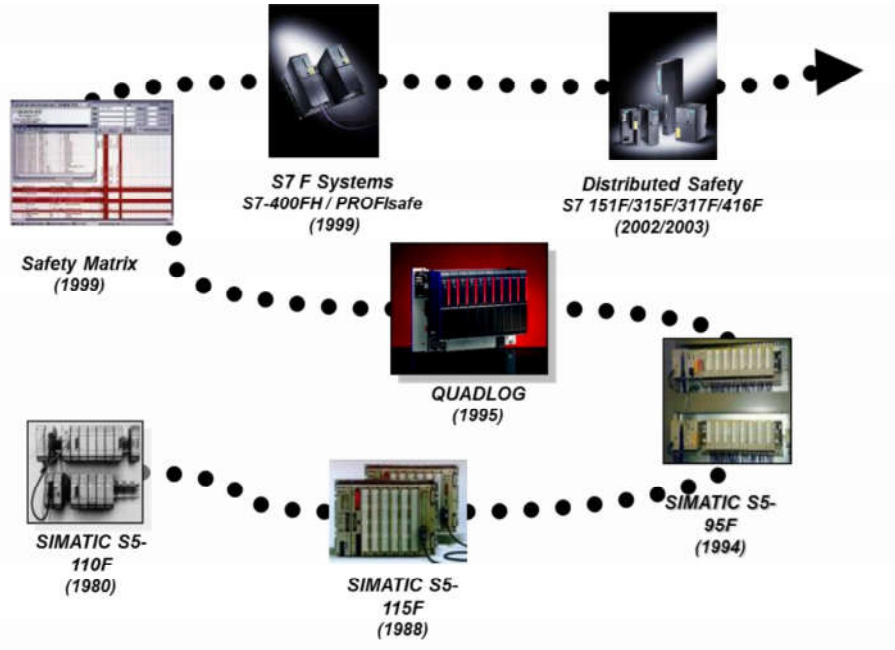 S7 F Systems
S7-400FH / PROFIsafe
(1999)
Distributed Safety
S7 151F/315F/317F/416F
(2002/2003)
Safety Matrix
(1999)
QUADLOG
(1995)
SIMATIC S5-
95F
(1994)
SIMATIC S5-
110F
(1980)
SIMATIC S5-
115F
(1988)